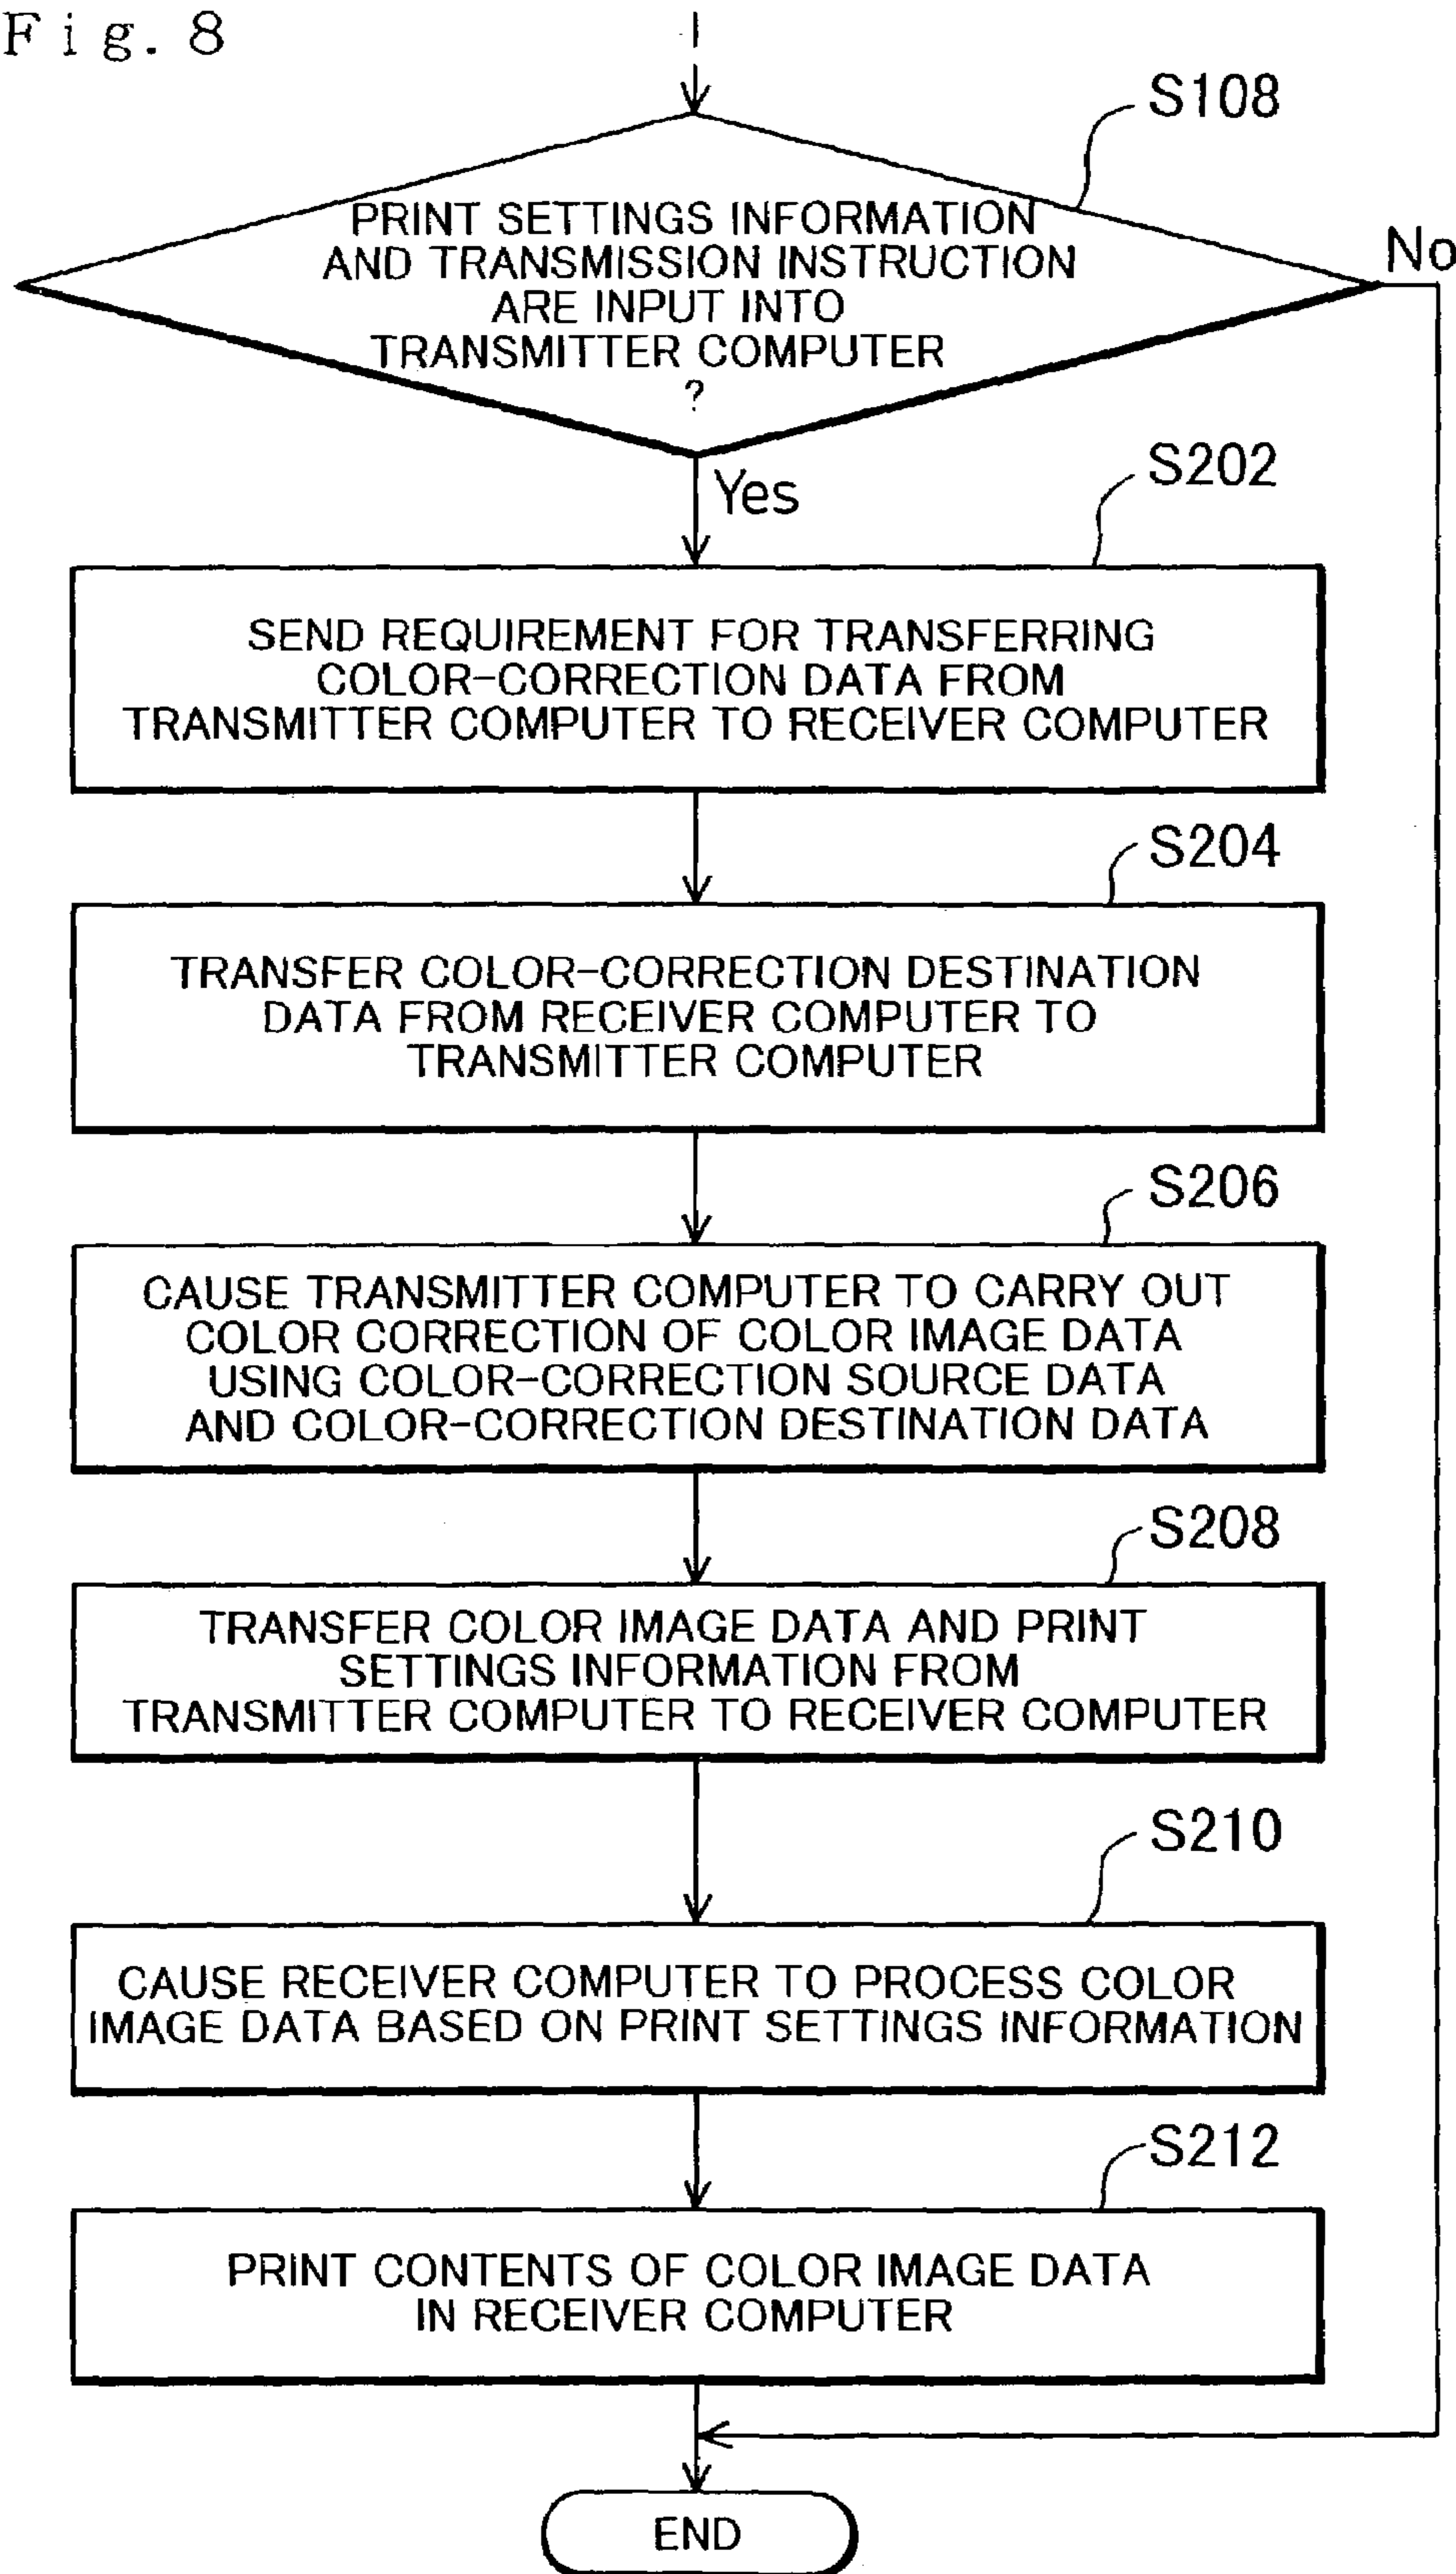 Fig. 8
S108
PRINT SETTINGS INFORMATION
AND TRANSMISSION INSTRUCTION
ARE INPUT INTO
TRANSMITTER COMPUTER
?
No
Yes
S202
SEND REQUIREMENT FOR TRANSFERRING
COLOR-CORRECTION DATA FROM
TRANSMITTER COMPUTER TO RECEIVER COMPUTER
S204
TRANSFER COLOR-CORRECTION DESTINATION
DATA FROM RECEIVER COMPUTER TO
TRANSMITTER COMPUTER
S206
CAUSE TRANSMITTER COMPUTER TO CARRY OUT
COLOR CORRECTION OF COLOR IMAGE DATA
USING COLOR-CORRECTION SOURCE DATA
AND COLOR-CORRECTION DESTINATION DATA
S208
TRANSFER COLOR IMAGE DATA AND PRINT
SETTINGS INFORMATION FROM
TRANSMITTER COMPUTER TO RECEIVER COMPUTER
S210
CAUSE RECEIVER COMPUTER TO PROCESS COLOR
IMAGE DATA BASED ON PRINT SETTINGS INFORMATION
S212
PRINT CONTENTS OF COLOR IMAGE DATA
IN RECEIVER COMPUTER
END